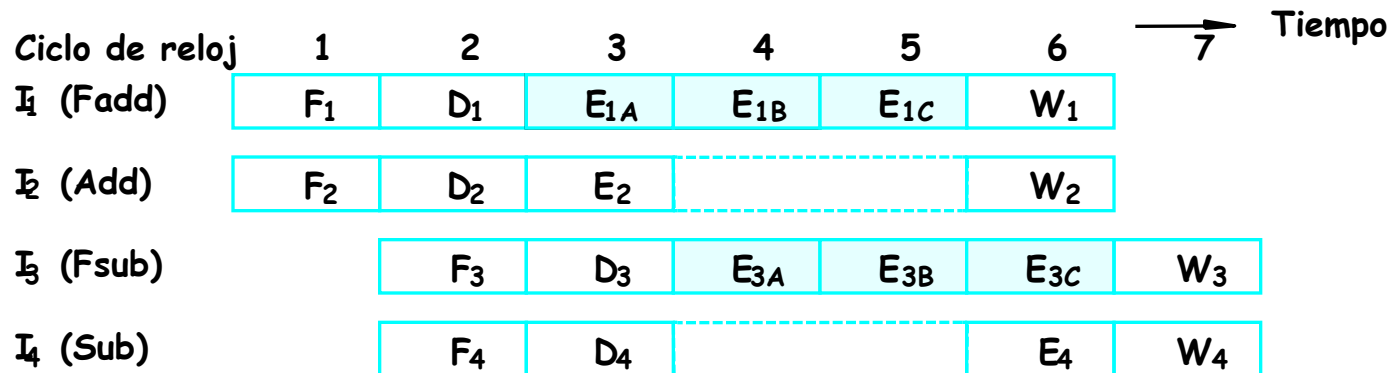 Tiempo
Ciclo de reloj 1 2 3 4 5 6 7
I1 (Fadd) F1 D1 E1A E1B E1C W1
I2 (Add) F2 D2 E2 W2
I3 (Fsub) F3 D3 E3A E3B E3C W3
I4 (Sub) F4 D4 E4 W4